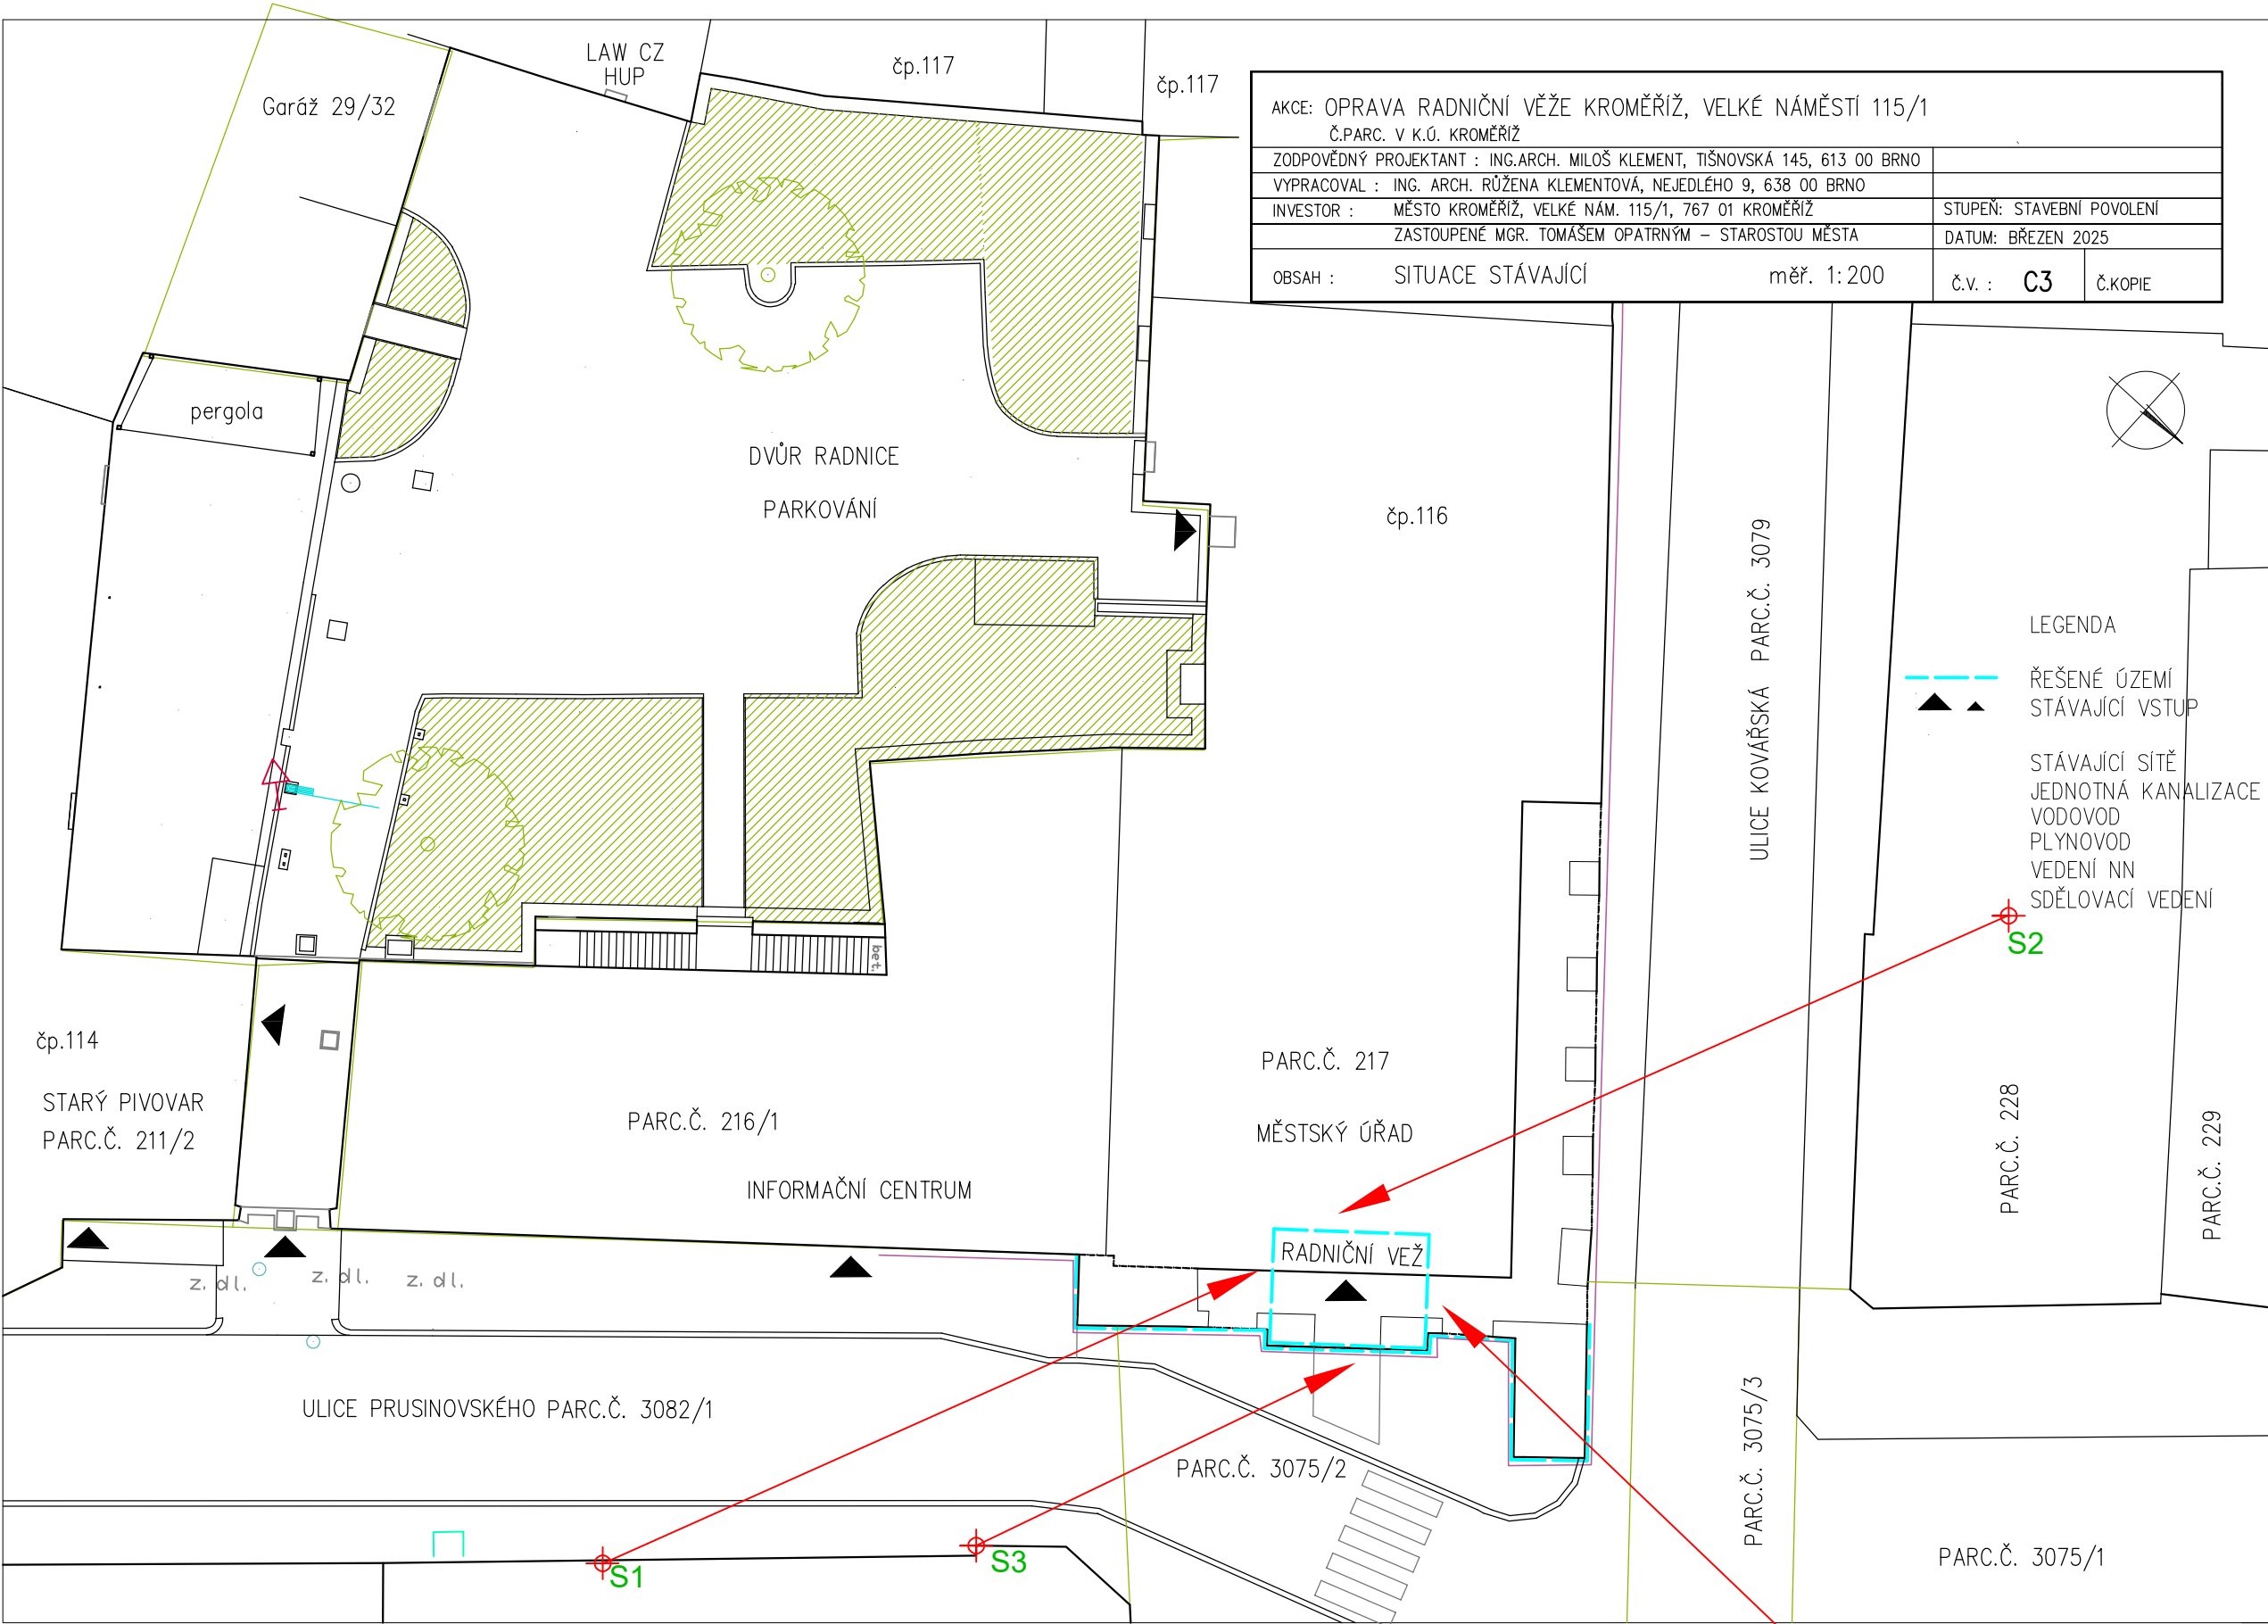 LAW CZ
HUP
čp.117
čp.117
Garáž 29/32
AKCE: OPRAVA RADNIČNÍ VĚŽE KROMĚŘÍŽ, VELKÉ NÁMĚSTÍ 115/1
Č.PARC. V K.Ú. KROMĚŘÍŽ
ZODPOVĚDNÝ PROJEKTANT : ING.ARCH. MILOŠ KLEMENT, TIŠNOVSKÁ 145, 613 00 BRNO
VYPRACOVAL : ING. ARCH. RŮŽENA KLEMENTOVÁ, NEJEDLÉHO 9, 638 00 BRNO
INVESTOR : MĚSTO KROMĚŘÍŽ, VELKÉ NÁM. 115/1, 767 01 KROMĚŘÍŽ
STUPEŇ: STAVEBNÍ POVOLENÍ
ZASTOUPENÉ MGR. TOMÁŠEM OPATRNÝM – STAROSTOU MĚSTA
DATUM: BŘEZEN 2025
OBSAH : SITUACE STÁVAJÍCÍ měř. 1:200
Č.V. : C3 Č.KOPIE
pergola
DVŮR RADNICE
PARKOVÁNÍ
čp.116
ULICE KOVÁŘSKÁ PARC.Č. 3079
LEGENDA
ŘEŠENÉ ÚZEMÍ
STÁVAJÍCÍ VSTUP
STÁVAJÍCÍ SÍTĚ
JEDNOTNÁ KANALIZACE
VODOVOD
PLYNOVOD
VEDENÍ NN
SDĚLOVACÍ VEDENÍ
S2
bet.
čp.114
STARÝ PIVOVAR
PARC.Č. 211/2
PARC.Č. 216/1
INFORMAČNÍ CENTRUM
PARC.Č. 217
MĚSTSKÝ ÚŘAD
RADNIČNÍ VEŽ
PARC.Č. 228
PARC.Č. 229
z. dl.
z. dl.
z. dl.
ULICE PRUSINOVSKÉHO PARC.Č. 3082/1
PARC.Č. 3075/2
PARC.Č. 3075/3
PARC.Č. 3075/1
S1
S3